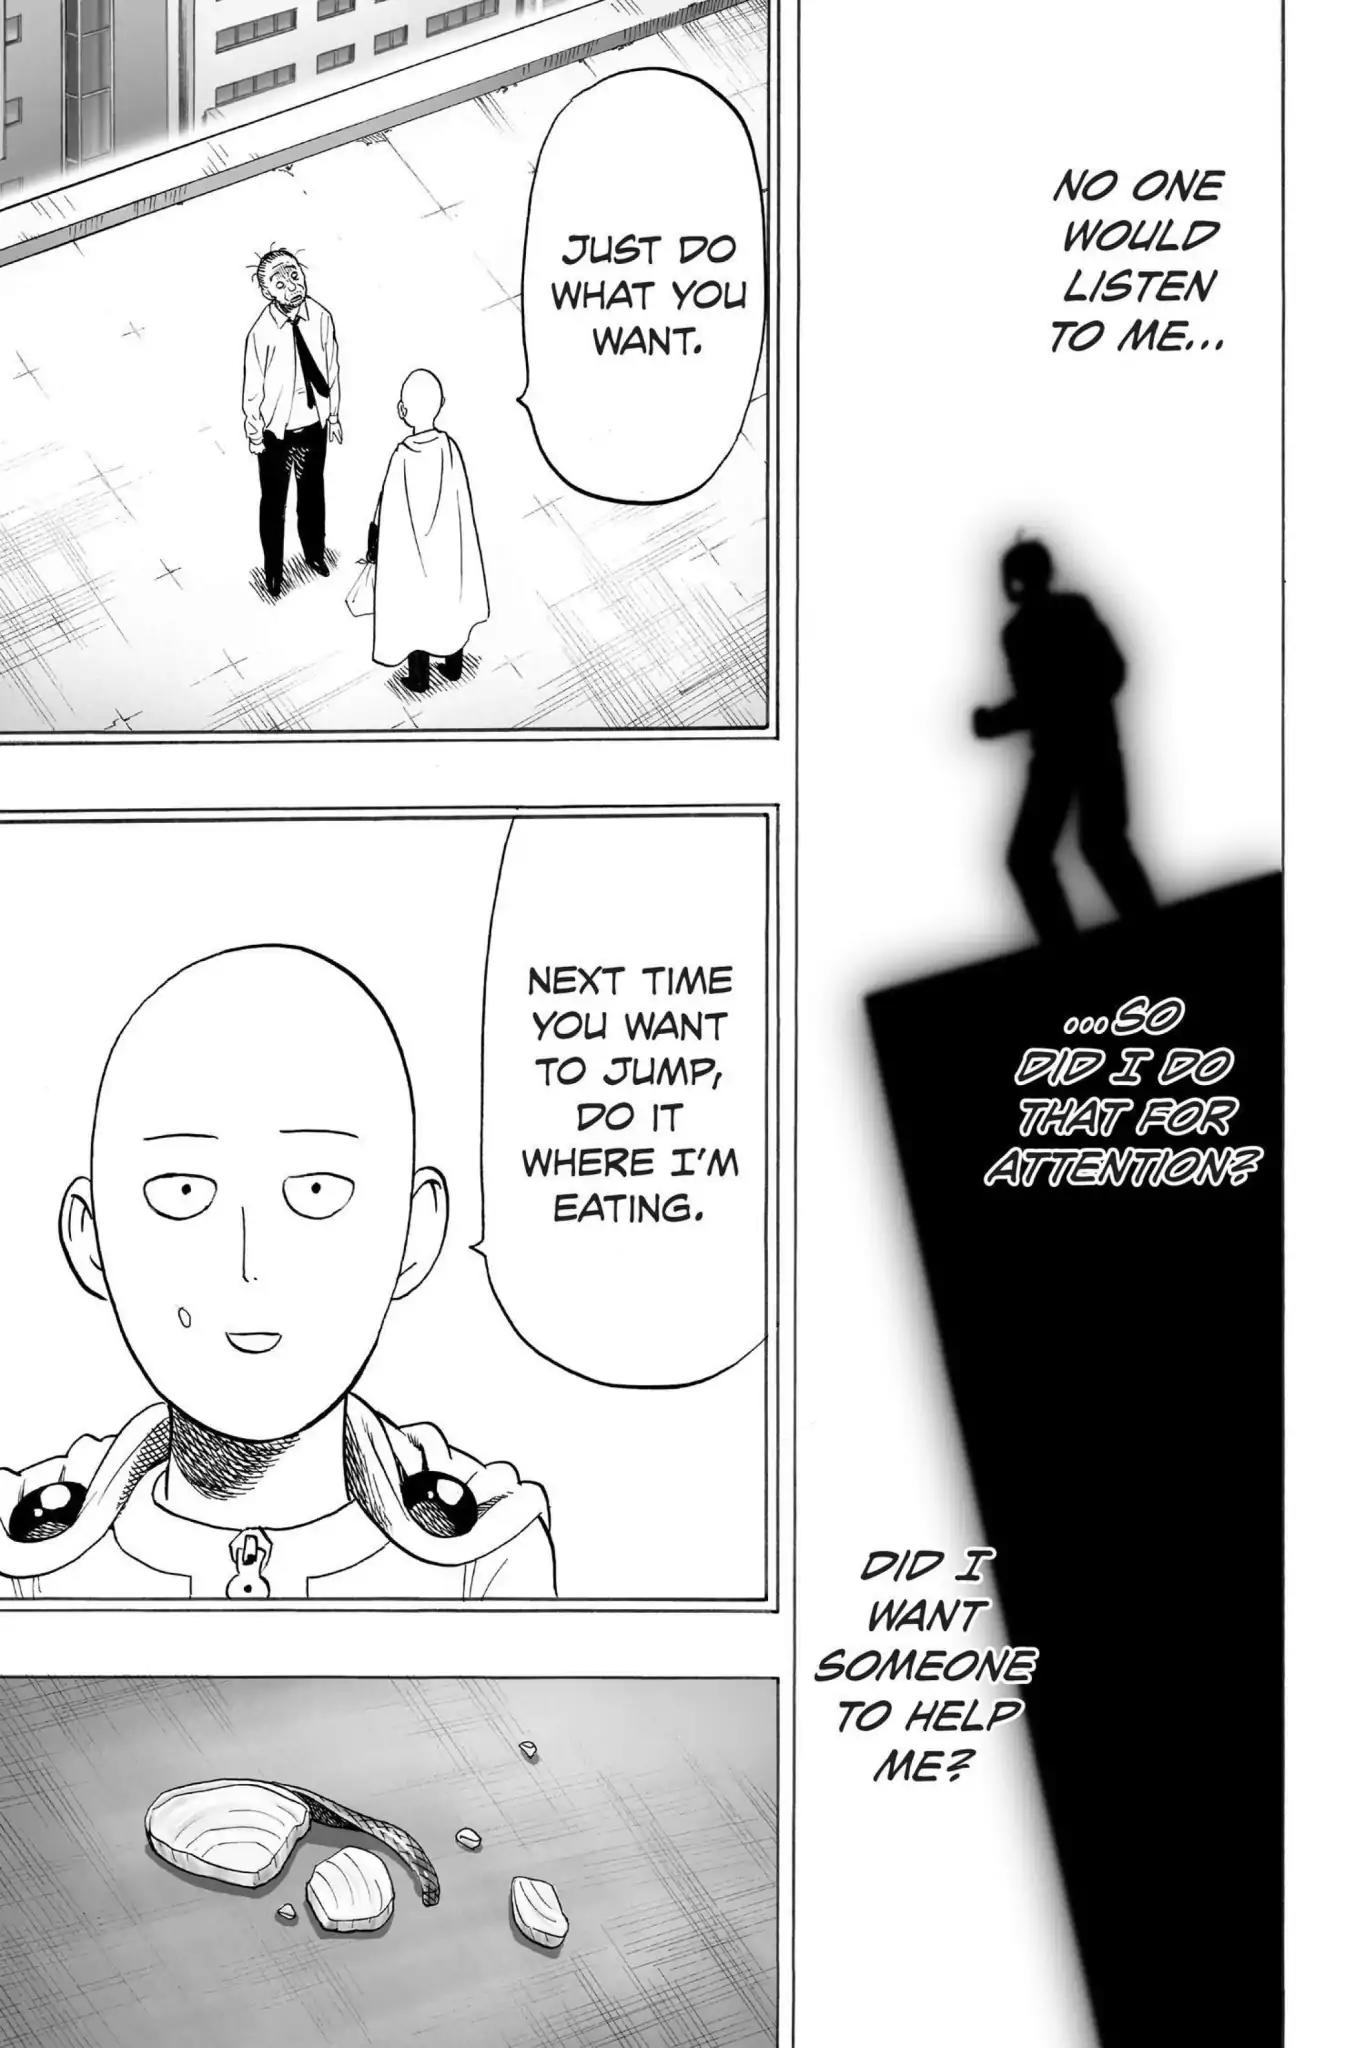 NO ONE
WOULD
LISTEN
TO ME...
...SO
DID I DO
THAT FOR
ATTENTION?
DID I
WANT
SOMEONE
TO HELP
ME?
JUST DO
WHAT YOU
WANT.
NEXT TIME
YOU WANT
TO JUMP,
DO IT
WHERE I'M
EATING.